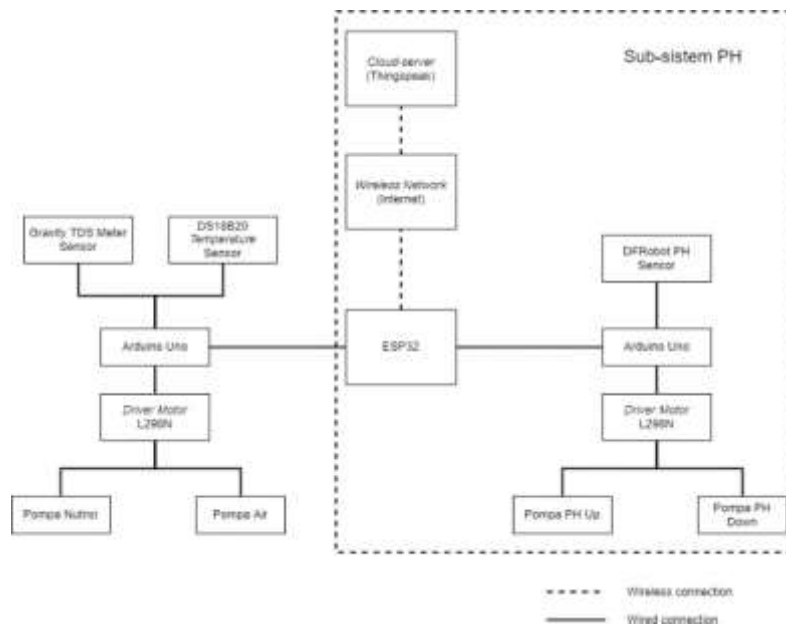 Sub-sistem PH
Cloud-server
(Thingspeak)
Wireless Network
(Internet)
Gravity TDS Meter
Sensor
DS18B20
Temperature
Sensor
DFRobot PH
Sensor
Arduino Uno
ESP32
Arduino Uno
Driver Motor
L298N
Driver Motor
L298N
Pompa Nutrisi
Pompa Air
Pompa PH Up
Pompa PH
Down
Wireless connection
Wired connection